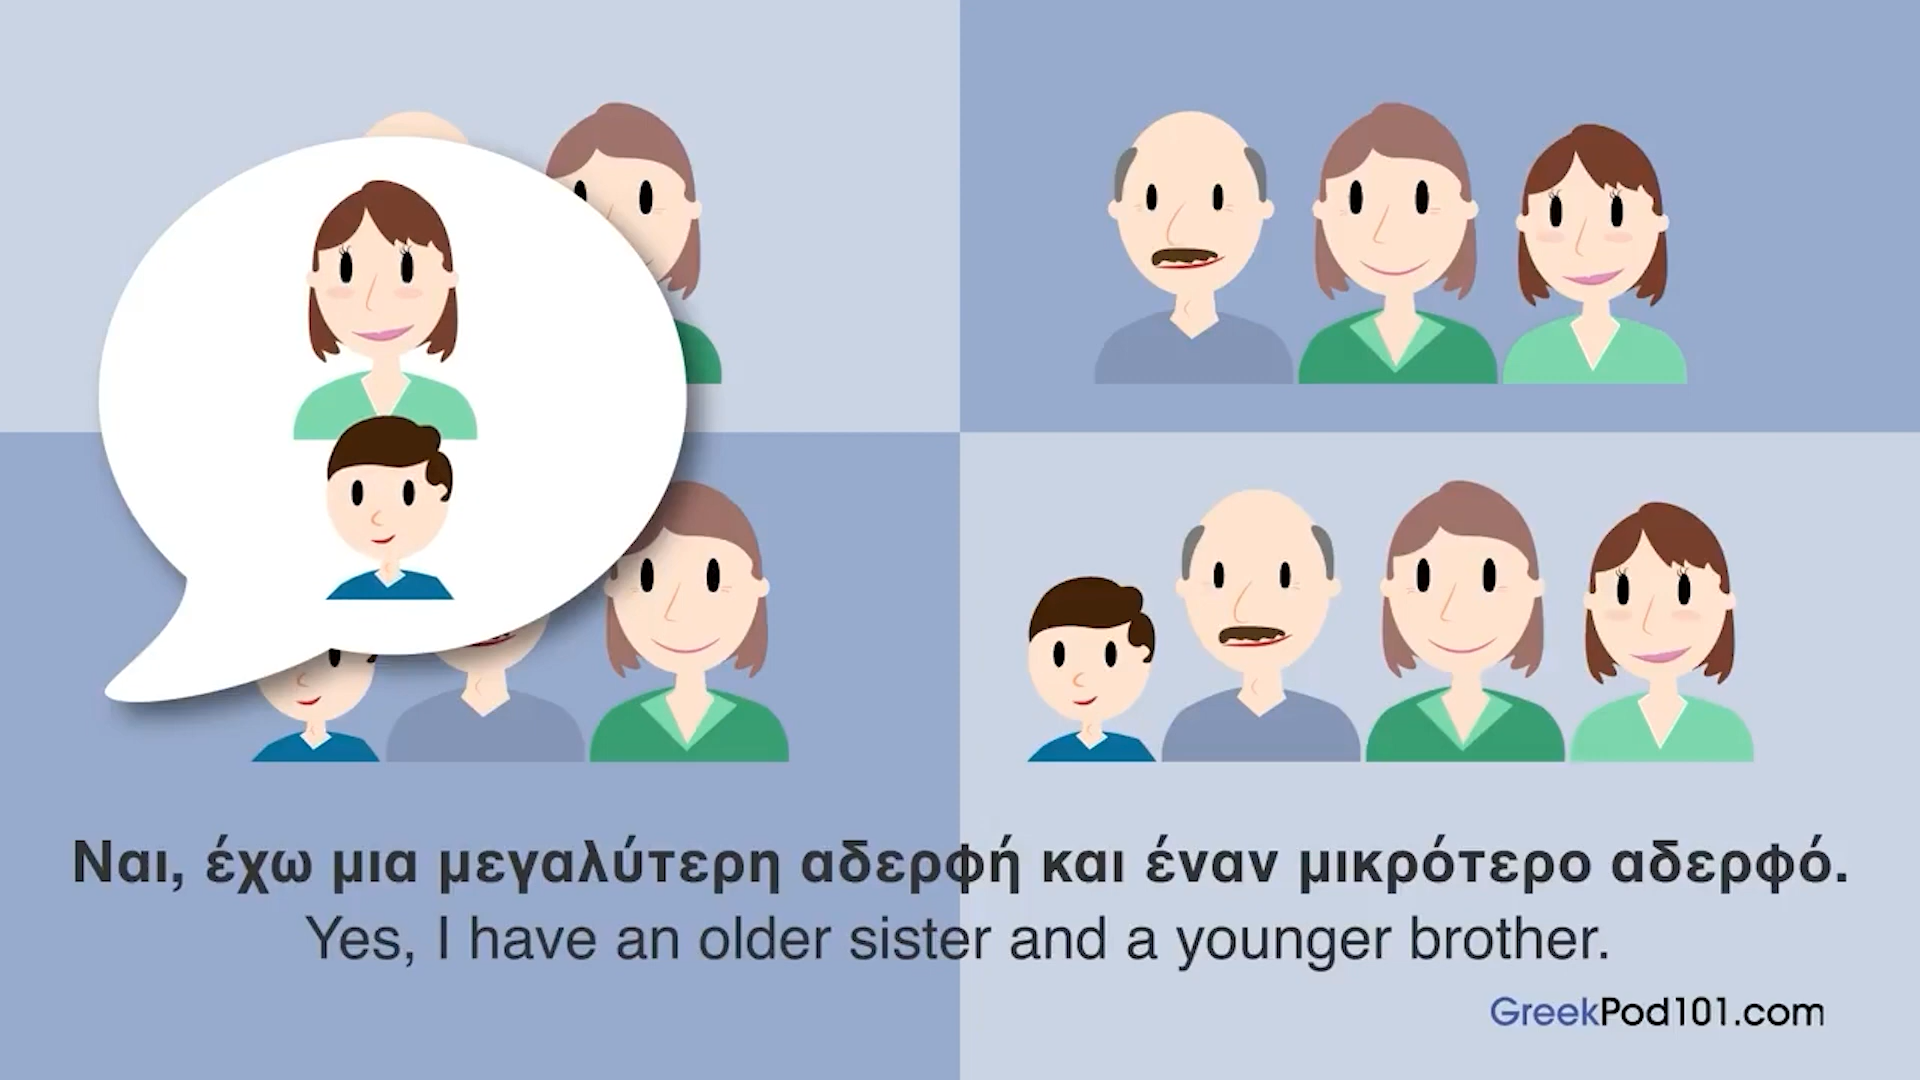 Ναι, έχω μια μεγαλύτερη αδερφή και έναν μικρότερο αδερφό.
Yes, I have an older sister and a younger brother.
GreekPod101.com